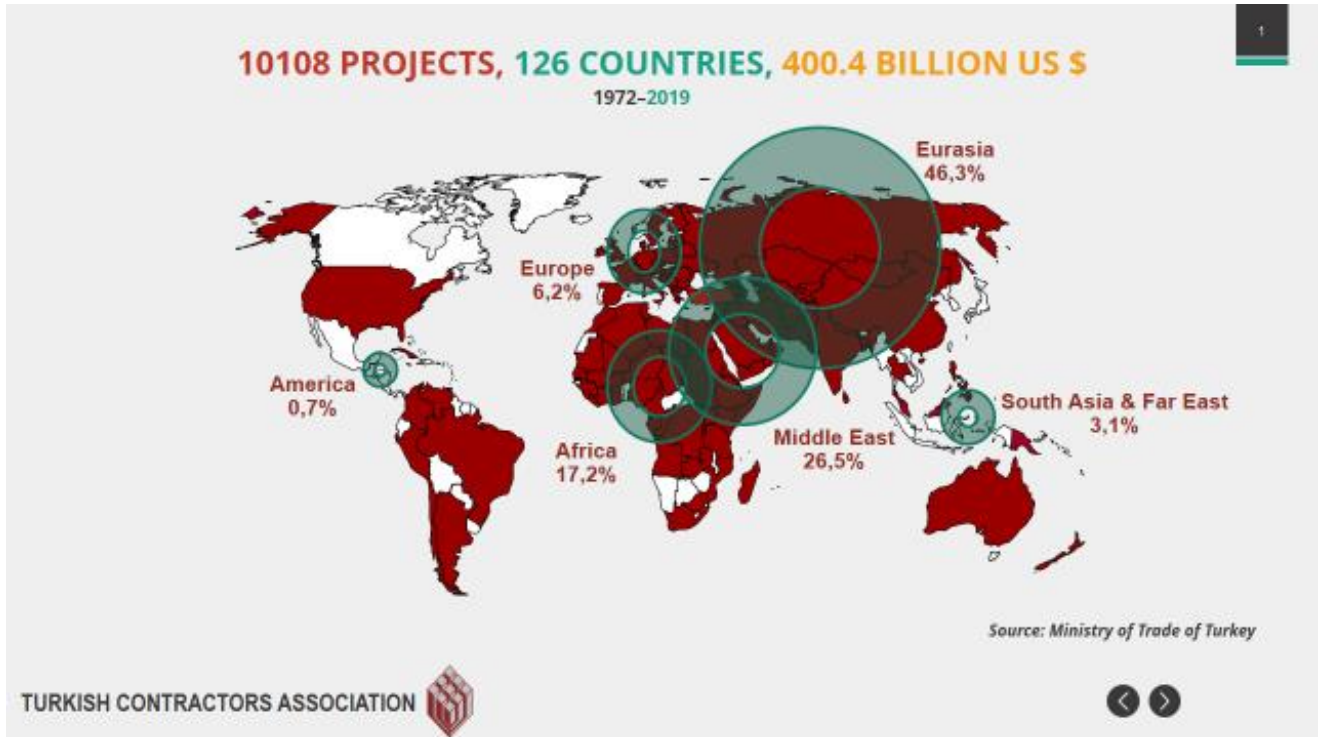 1
10108 PROJECTS, 126 COUNTRIES, 400.4 BILLION US $
1972–2019
Eurasia
46,3%
Europe
6,2%
America
0,7%
Africa
17,2%
Middle East
26,5%
South Asia & Far East
3,1%
Source: Ministry of Trade of Turkey
TURKISH CONTRACTORS ASSOCIATION